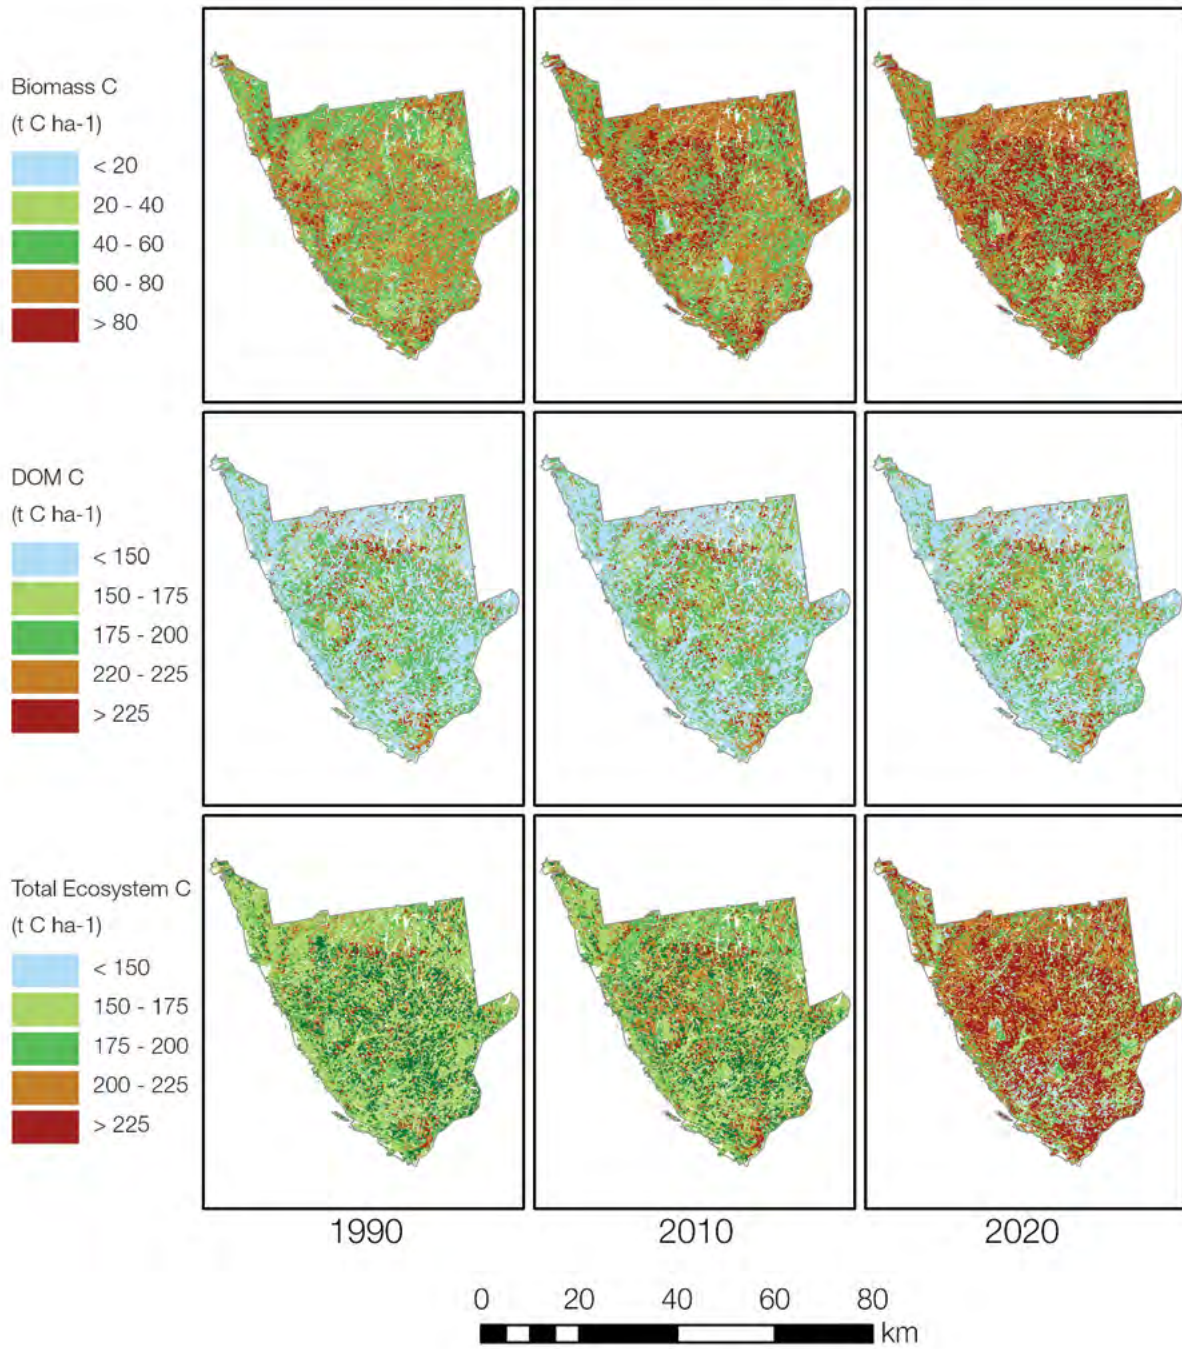 Biomass C
(t C ha-1)
< 20
20 - 40
40 - 60
60 - 80
> 80
DOM C
(t C ha-1)
< 150
150 - 175
175 - 200
220 - 225
> 225
Total Ecosystem C
(t C ha-1)
< 150
150 - 175
175 - 200
200 - 225
> 225
1990 2010 2020
0 20 40 60 80
km